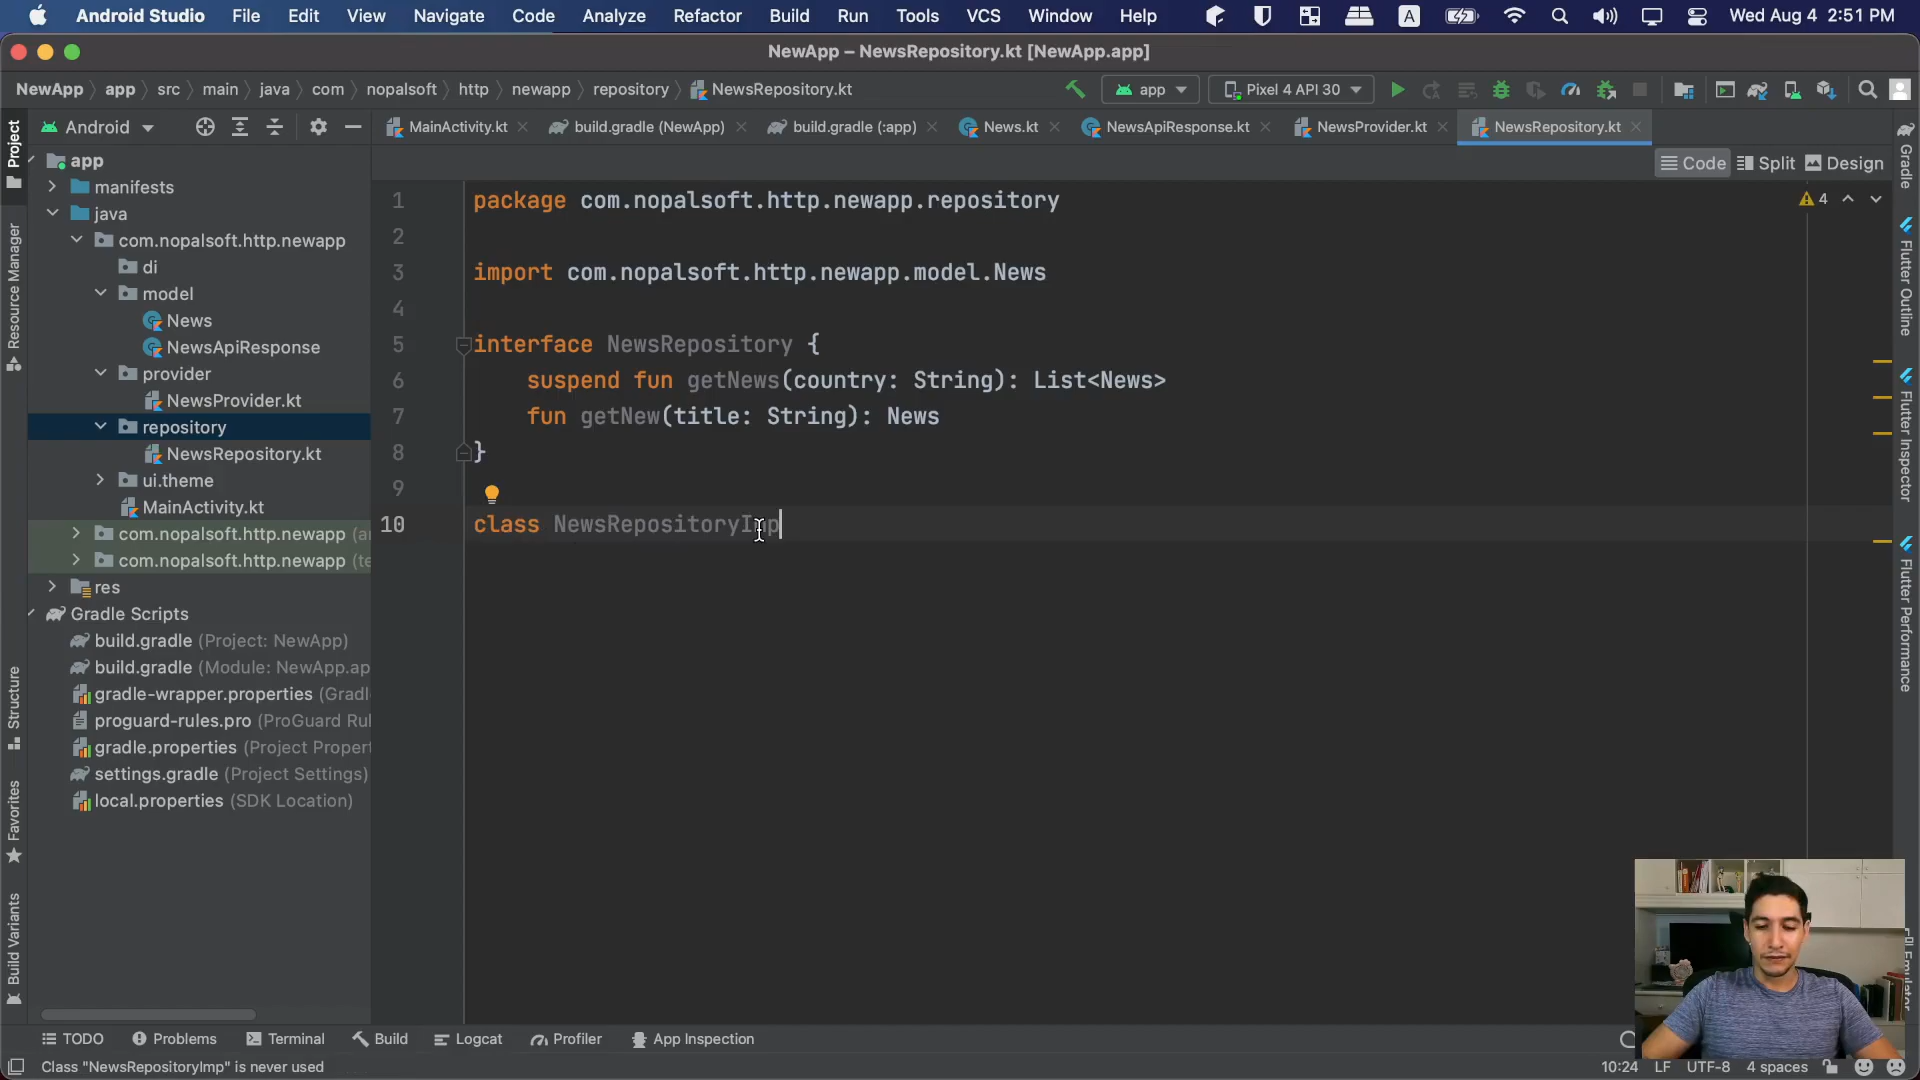 Android Studio File Edit View Navigate Code Analyze Refactor Build Run Tools VCS Window Help A Wed Aug 4 2:51 PM
NewApp – NewsRepository.kt [NewApp.app]
NewApp app src main java com nopalsoft http newapp repository NewsRepository.kt app Pixel 4 API 30
Android MainActivity.kt build.gradle (NewApp) build.gradle (:app) News.kt NewsApiResponse.kt NewsProvider.kt NewsRepository.kt
Code Split Design
Project
Resource Manager
Structure
Favorites
Build Variants
app
manifests
java
com.nopalsoft.http.newapp
di
model
News
NewsApiResponse
provider
NewsProvider.kt
repository
NewsRepository.kt
ui.theme
MainActivity.kt
com.nopalsoft.http.newapp (a
com.nopalsoft.http.newapp (te
res
Gradle Scripts
build.gradle (Project: NewApp)
build.gradle (Module: NewApp.ap
gradle-wrapper.properties (Gradl
proguard-rules.pro (ProGuard Rul
gradle.properties (Project Propert
settings.gradle (Project Settings)
local.properties (SDK Location)
1 package com.nopalsoft.http.newapp.repository
2
3 import com.nopalsoft.http.newapp.model.News
4
5 interface NewsRepository {
6 suspend fun getNews(country: String): List<News>
7 fun getNew(title: String): News
8 }
9
10 class NewsRepositoryImp
4
Gradle
Flutter Outline
Flutter Inspector
Flutter Performance
Emulator
TODO Problems Terminal Build Logcat Profiler App Inspection
Class "NewsRepositoryImp" is never used 10:24 LF UTF-8 4 spaces